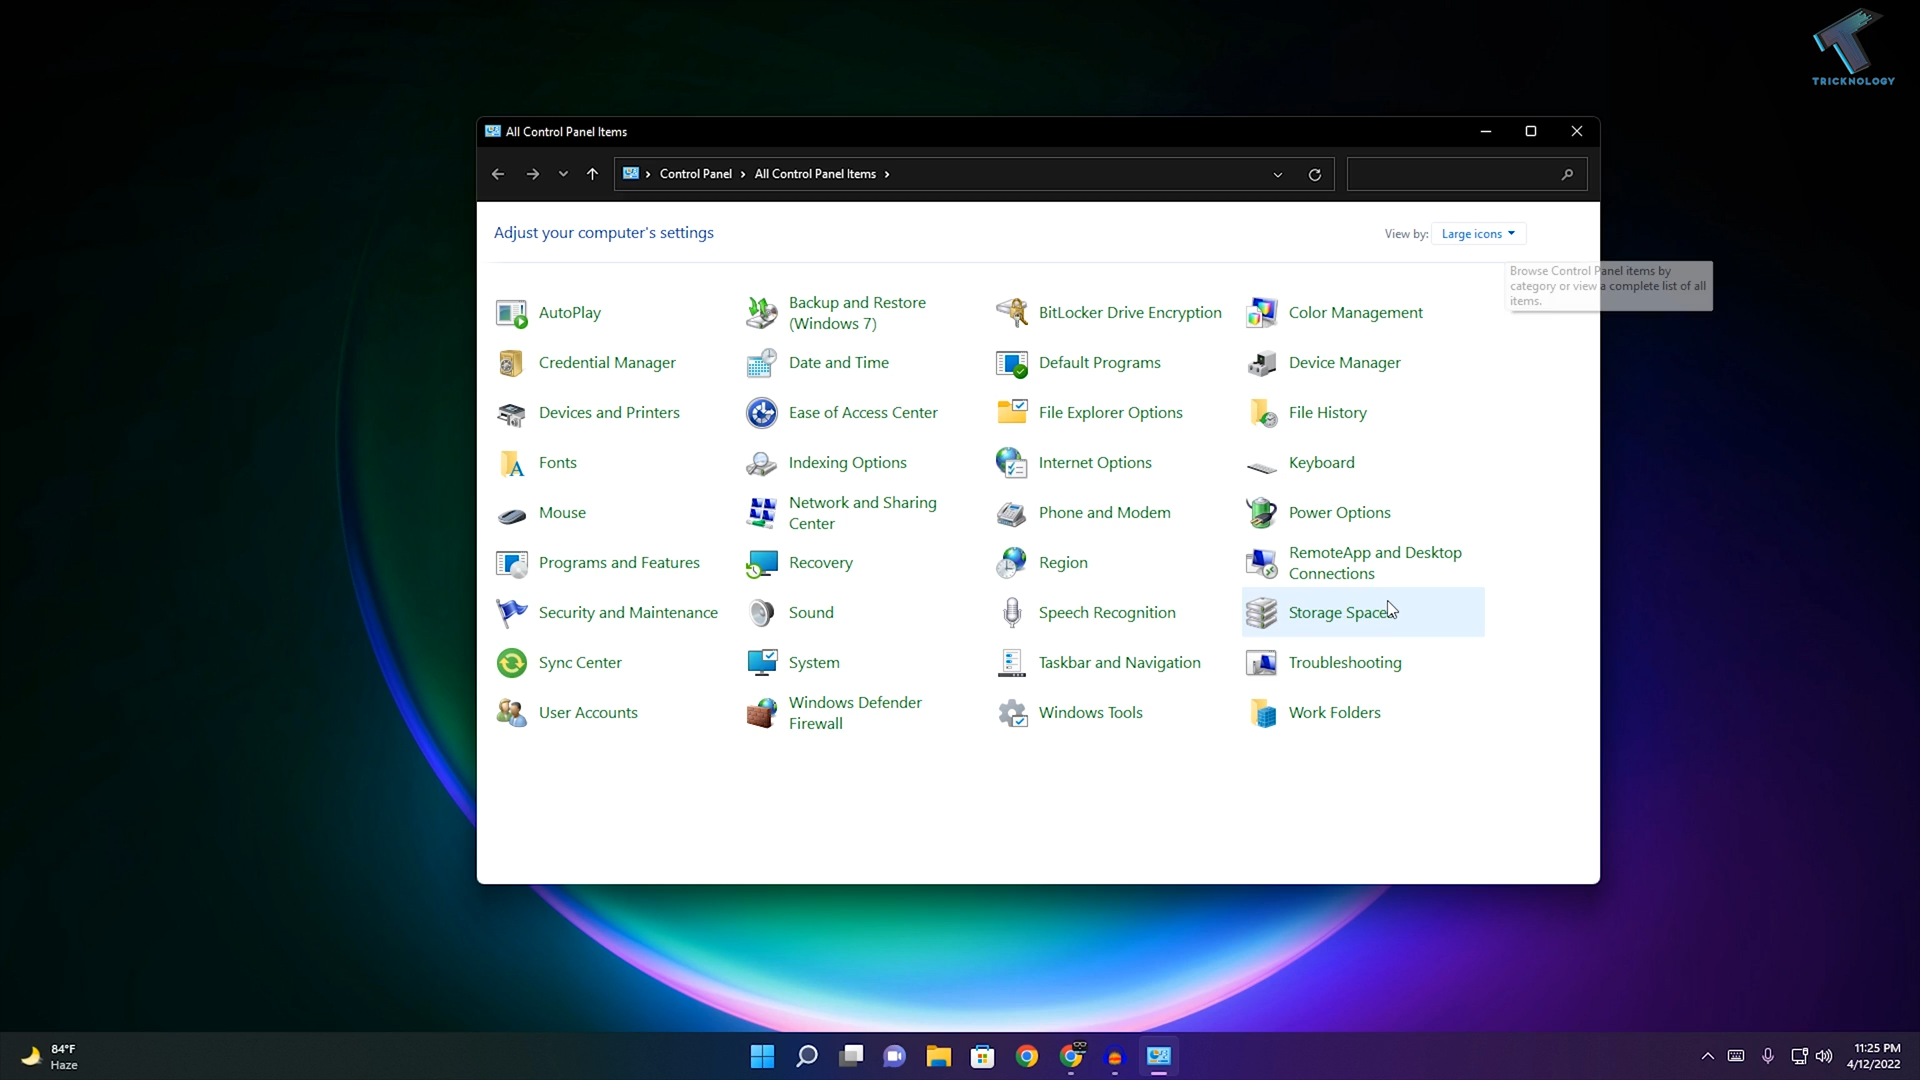 TRICKNOLOGY
All Control Panel Items
Control Panel
All Control Panel Items
Adjust your computer's settings
View by:
Large icons
Browse Control Panel items by
category or view a complete list of all
items.
AutoPlay
Backup and Restore
(Windows 7)
BitLocker Drive Encryption
Color Management
Credential Manager
Date and Time
Default Programs
Device Manager
Devices and Printers
Ease of Access Center
File Explorer Options
File History
Fonts
Indexing Options
Internet Options
Keyboard
Mouse
Network and Sharing
Center
Phone and Modem
Power Options
Programs and Features
Recovery
Region
RemoteApp and Desktop
Connections
Security and Maintenance
Sound
Speech Recognition
Storage Spaces
Sync Center
System
Taskbar and Navigation
Troubleshooting
User Accounts
Windows Defender
Firewall
Windows Tools
Work Folders
84°F
Haze
11:25 PM
4/12/2022